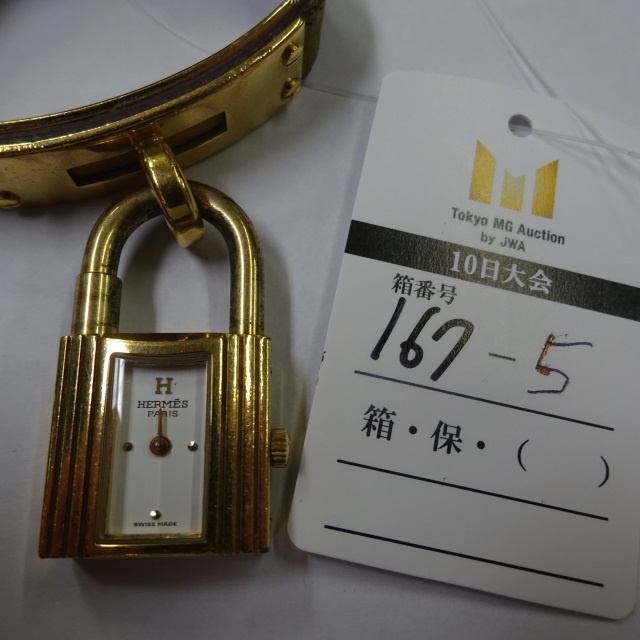 H
HERMÈS
PARIS
SWISS MADE
Tokyo MG Auction
by JWA
10日大会
箱番号
167-5
箱・保・(　　)